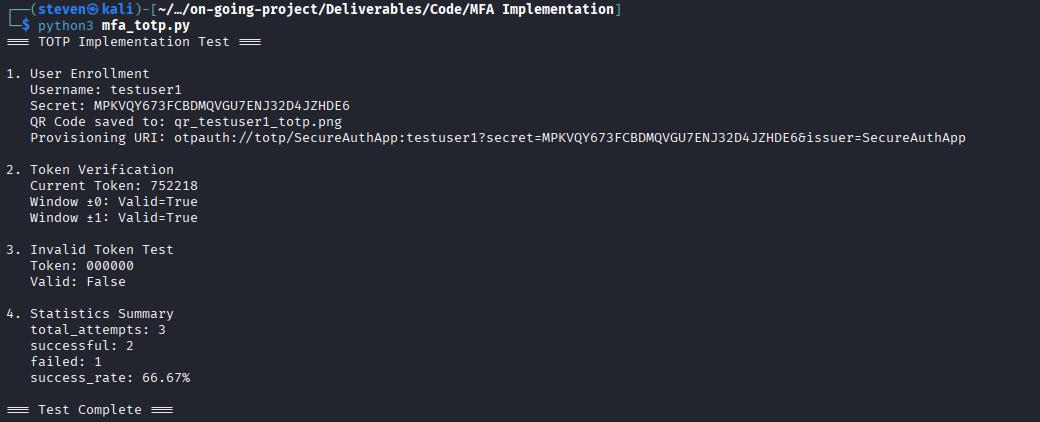 ┌──(steven㉿kali)-[~/…/on-going-project/Deliverables/Code/MFA Implementation]
└─$ python3 mfa_totp.py
=== TOTP Implementation Test ===
1. User Enrollment
Username: testuser1
Secret: MPKVQY673FCBDMQVGU7ENJ32D4JZHDE6
QR Code saved to: qr_testuser1_totp.png
Provisioning URI: otpauth://totp/SecureAuthApp:testuser1?secret=MPKVQY673FCBDMQVGU7ENJ32D4JZHDE6&issuer=SecureAuthApp
2. Token Verification
Current Token: 752218
Window ±0: Valid=True
Window ±1: Valid=True
3. Invalid Token Test
Token: 000000
Valid: False
4. Statistics Summary
total_attempts: 3
successful: 2
failed: 1
success_rate: 66.67%
=== Test Complete ===